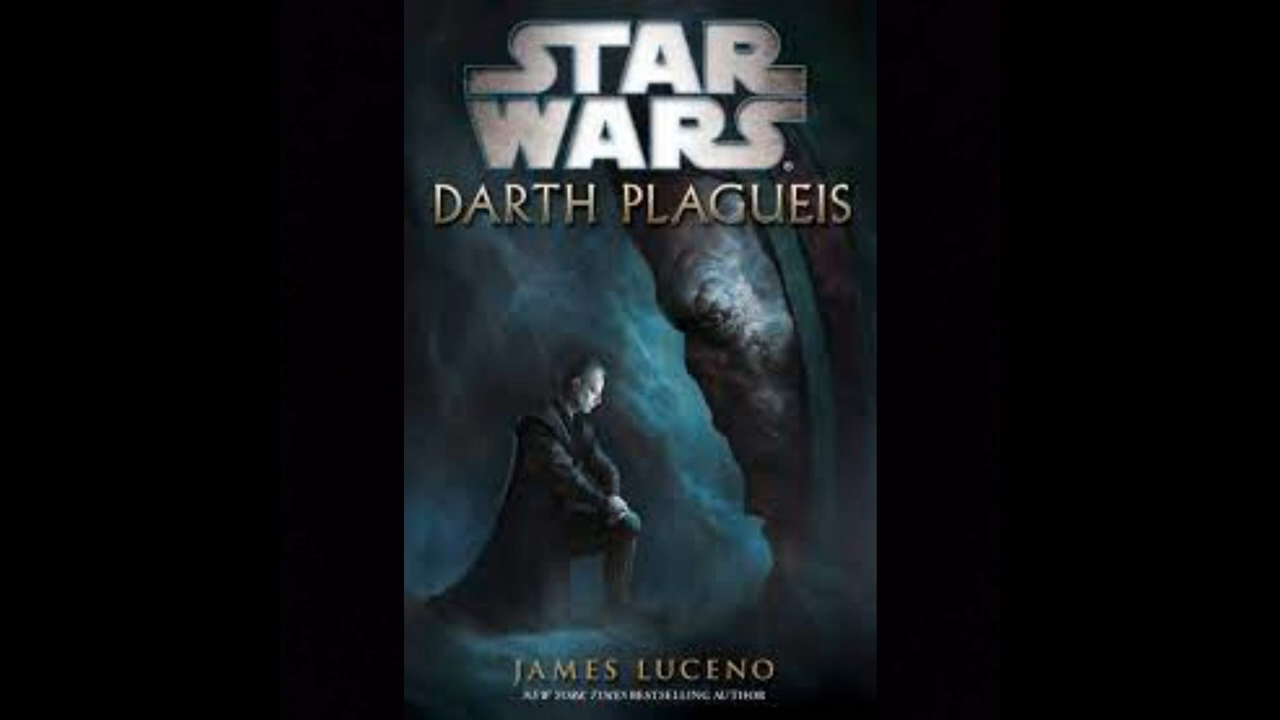 STAR
WARS®
DARTH PLAGUEIS
JAMES LUCENO
NEW YORK TIMES BESTSELLING AUTHOR